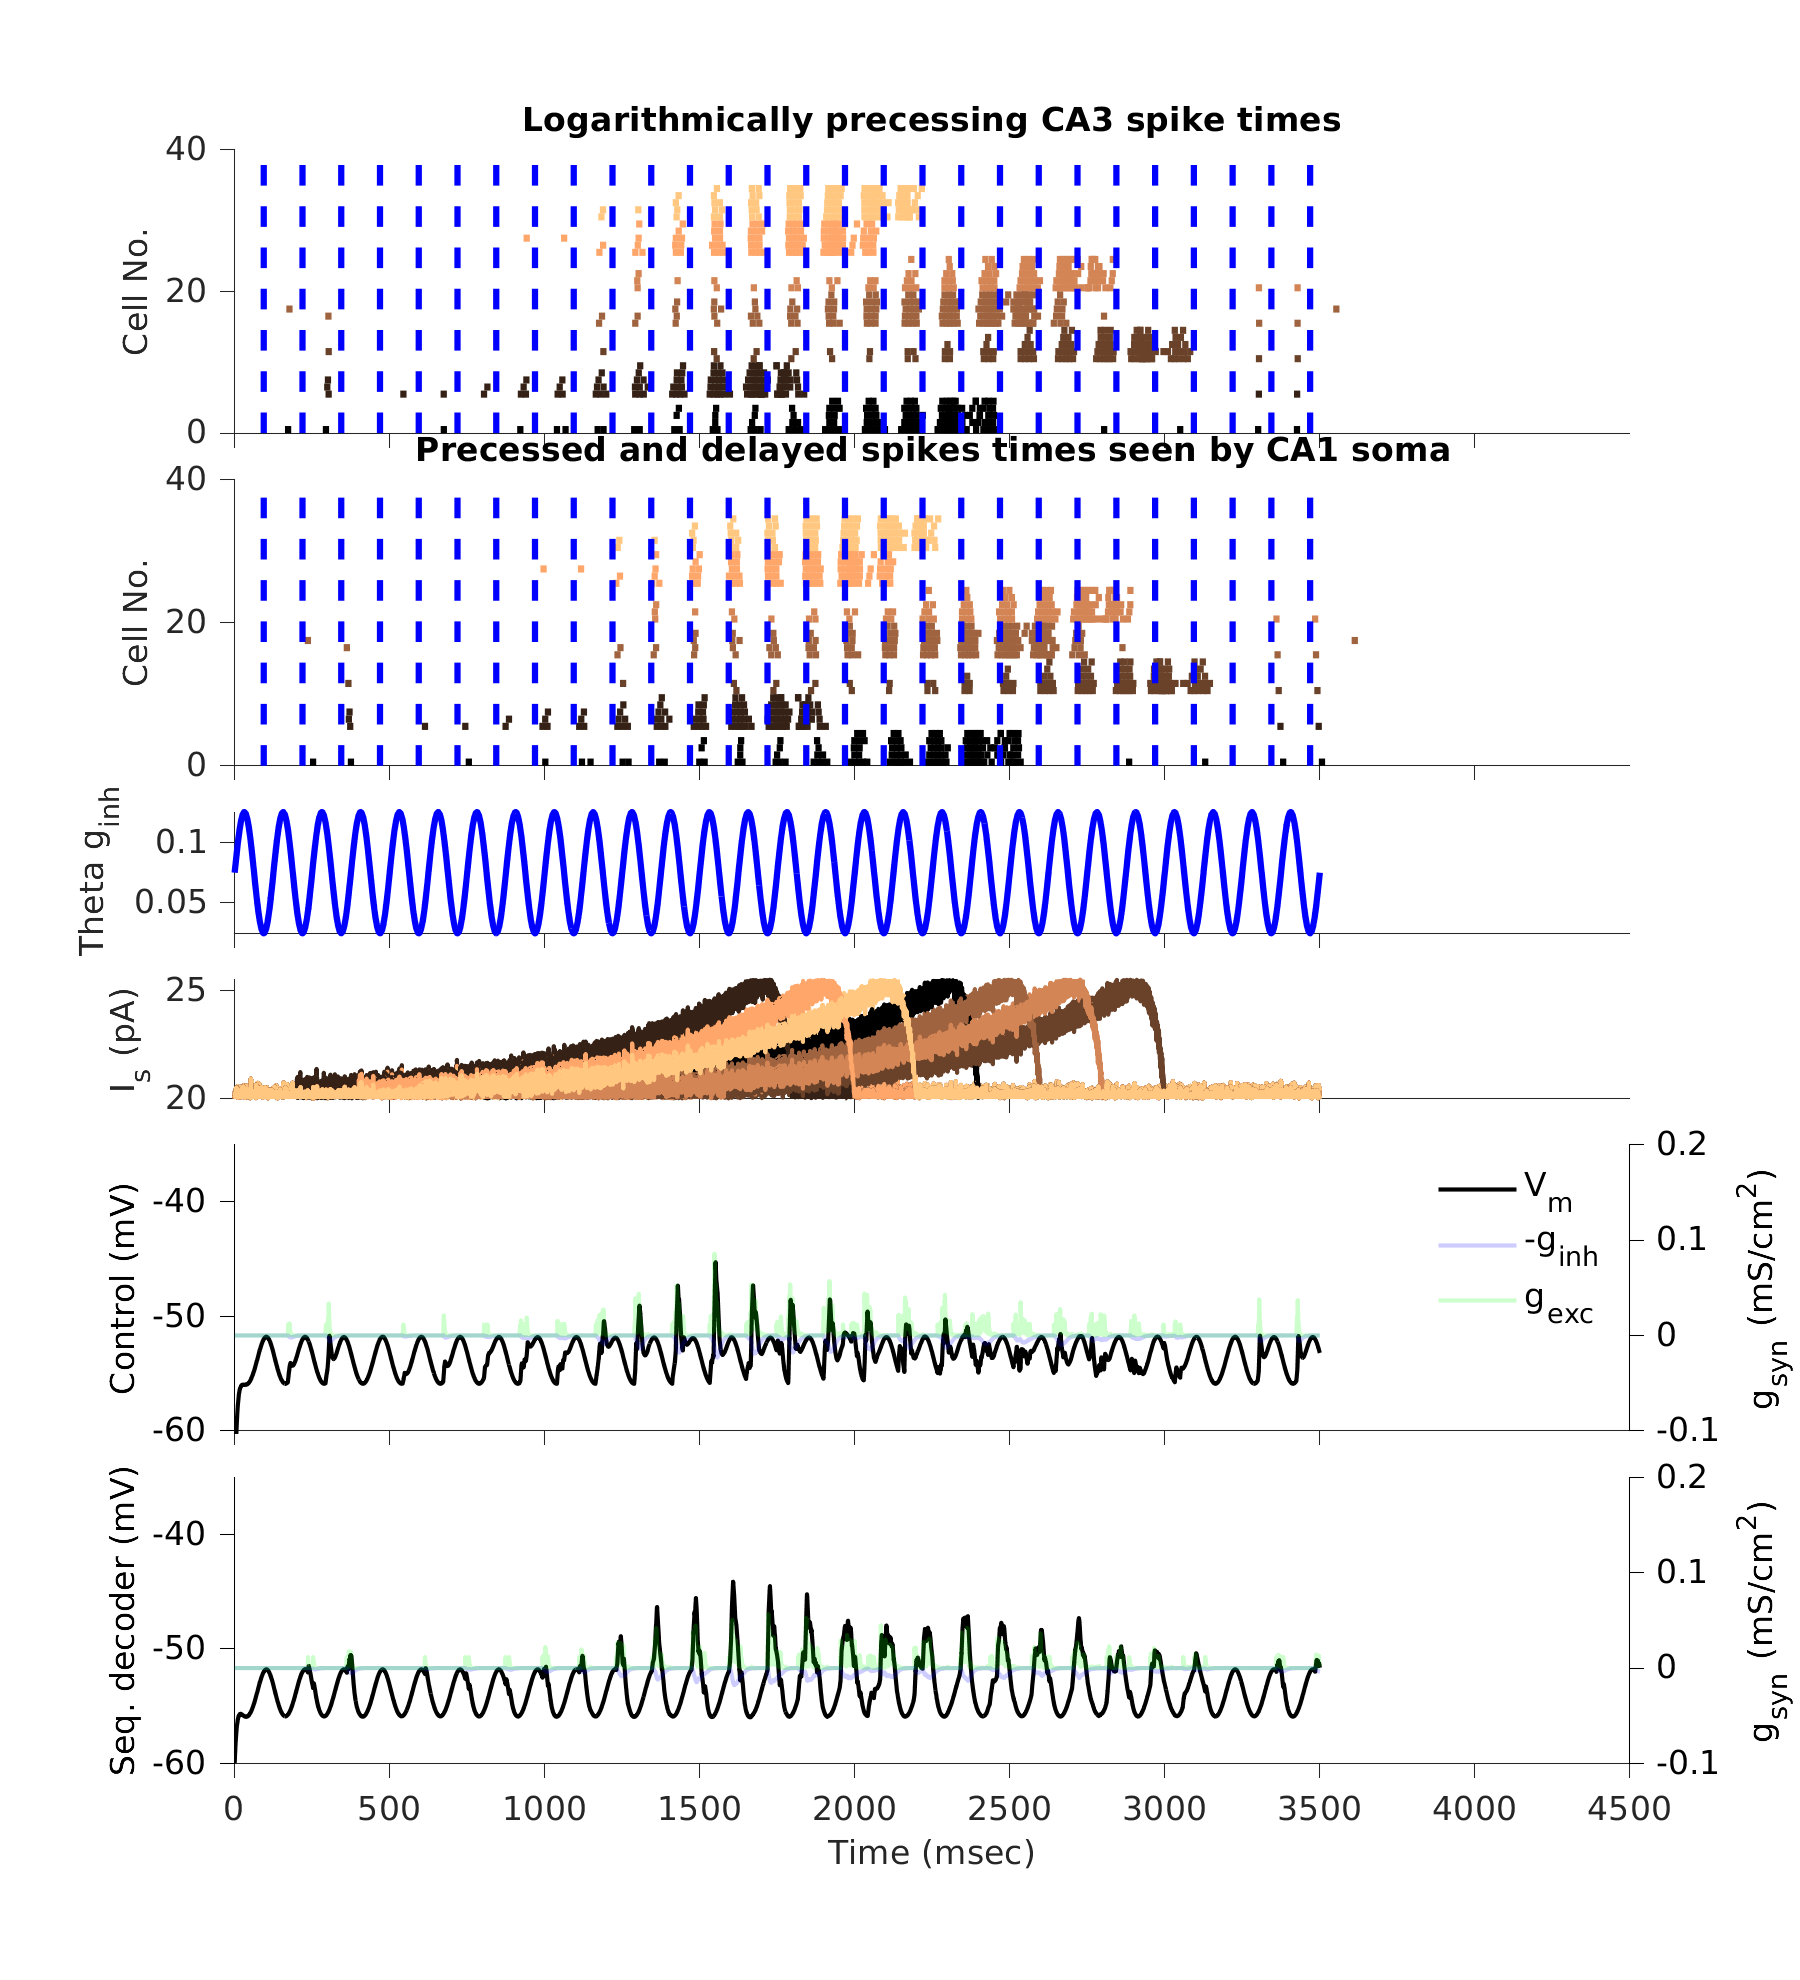 Logarithmically precessing CA3 spike times
40
20
0
Cell No.
Precessed and delayed spikes times seen by CA1 soma
40
20
0
Cell No.
0.1
0.05
Theta g_inh
25
20
I_s (pA)
-40
-50
-60
Control (mV)
V_m
-g_inh
g_exc
0.2
0.1
0
-0.1
g_syn (mS/cm²)
-40
-50
-60
Seq. decoder (mV)
0.2
0.1
0
-0.1
g_syn (mS/cm²)
0 500 1000 1500 2000 2500 3000 3500 4000 4500
Time (msec)